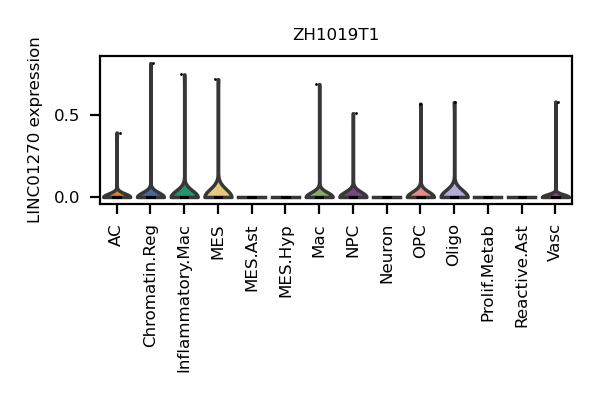 ZH1019T1
LINC01270 expression
0.5
0.0
AC
Chromatin.Reg
Inflammatory.Mac
MES
MES.Ast
MES.Hyp
Mac
NPC
Neuron
OPC
Oligo
Prolif.Metab
Reactive.Ast
Vasc